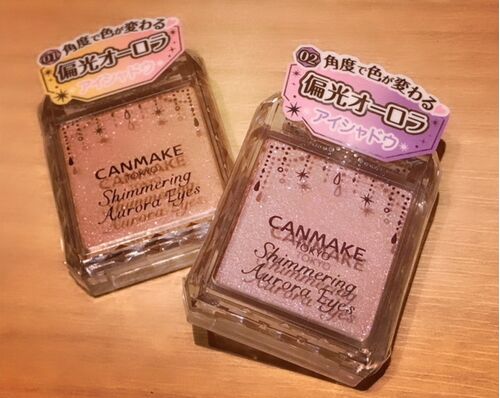 01 角度で色が変わる
偏光オーロラ
アイシャドウ
CANMAKE
TOKYO
Shimmering
Aurora Eyes
02 角度で色が変わる
偏光オーロラ
アイシャドウ
CANMAKE
TOKYO
Shimmering
Aurora Eyes